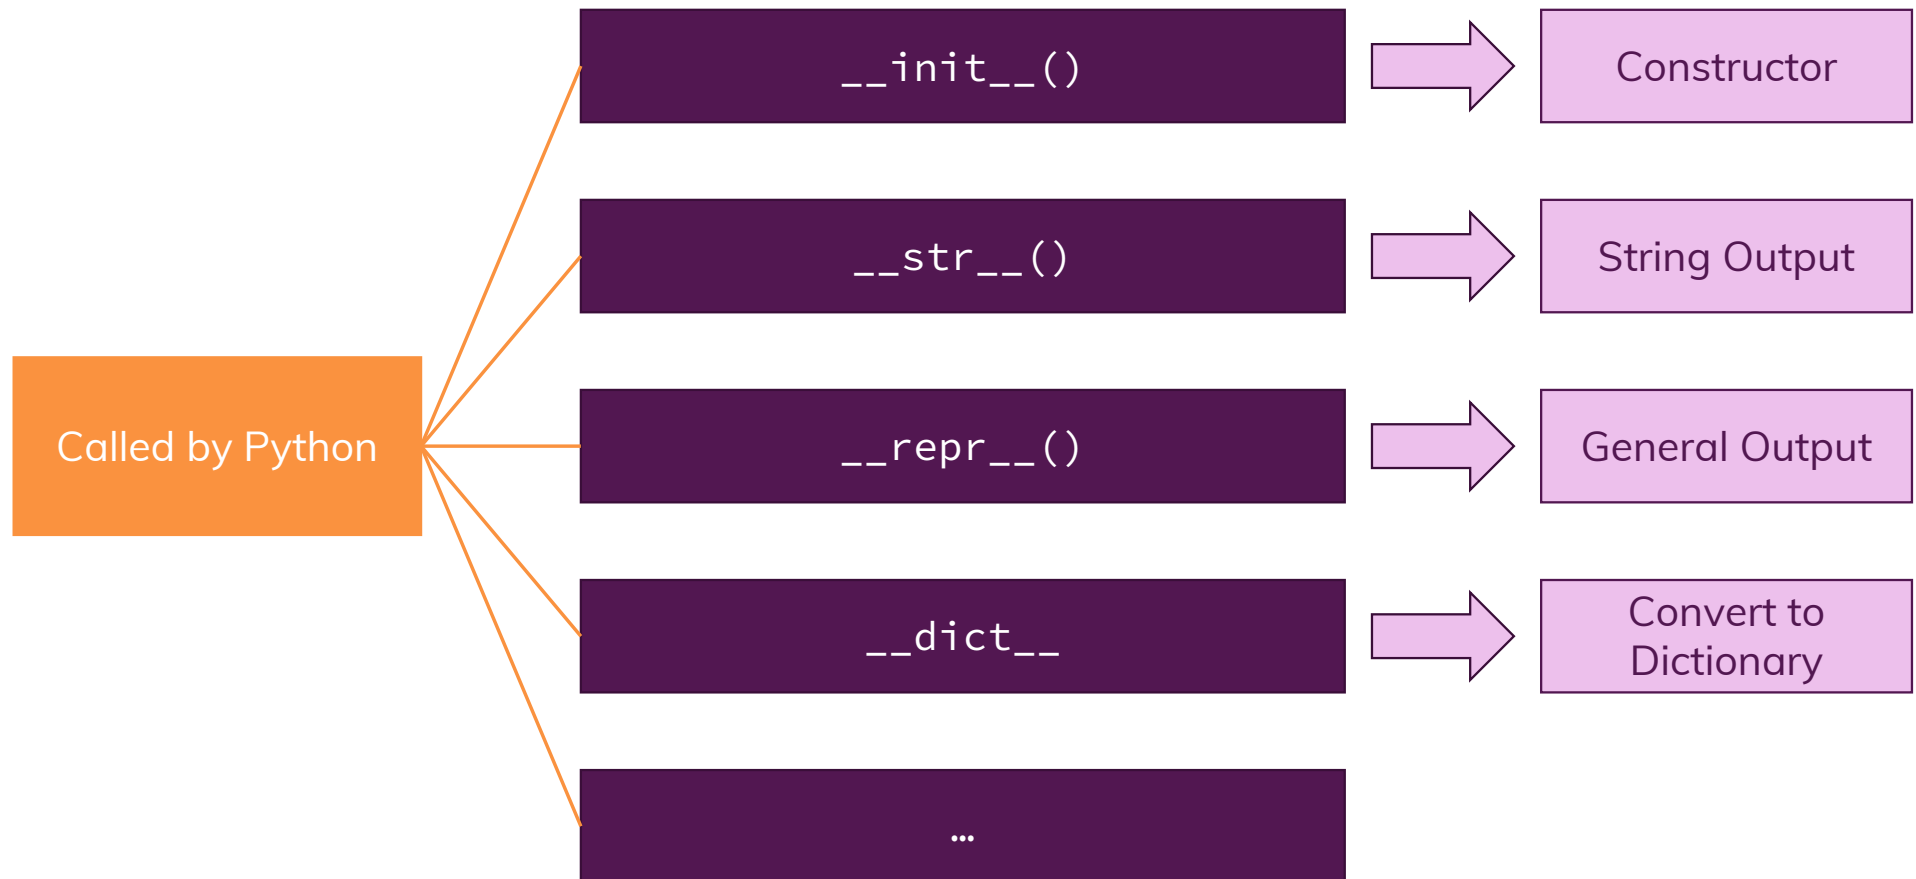 __init__()
Constructor
__str__()
String Output
Called by Python
__repr__()
General Output
__dict__
Convert to
Dictionary
...